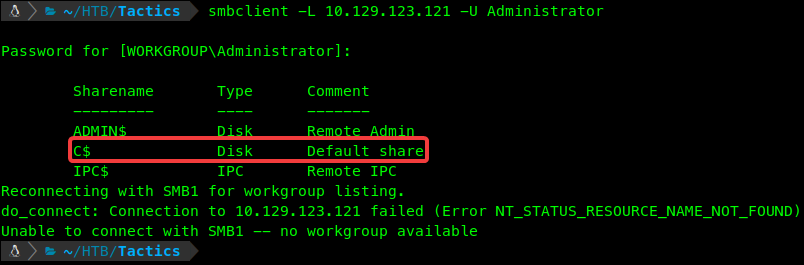 ~/HTB/Tactics smbclient -L 10.129.123.121 -U Administrator
Password for [WORKGROUP\Administrator]:
Sharename Type Comment
--------- ---- -------
ADMIN$ Disk Remote Admin
C$ Disk Default share
IPC$ IPC Remote IPC
Reconnecting with SMB1 for workgroup listing.
do_connect: Connection to 10.129.123.121 failed (Error NT_STATUS_RESOURCE_NAME_NOT_FOUND)
Unable to connect with SMB1 -- no workgroup available
~/HTB/Tactics